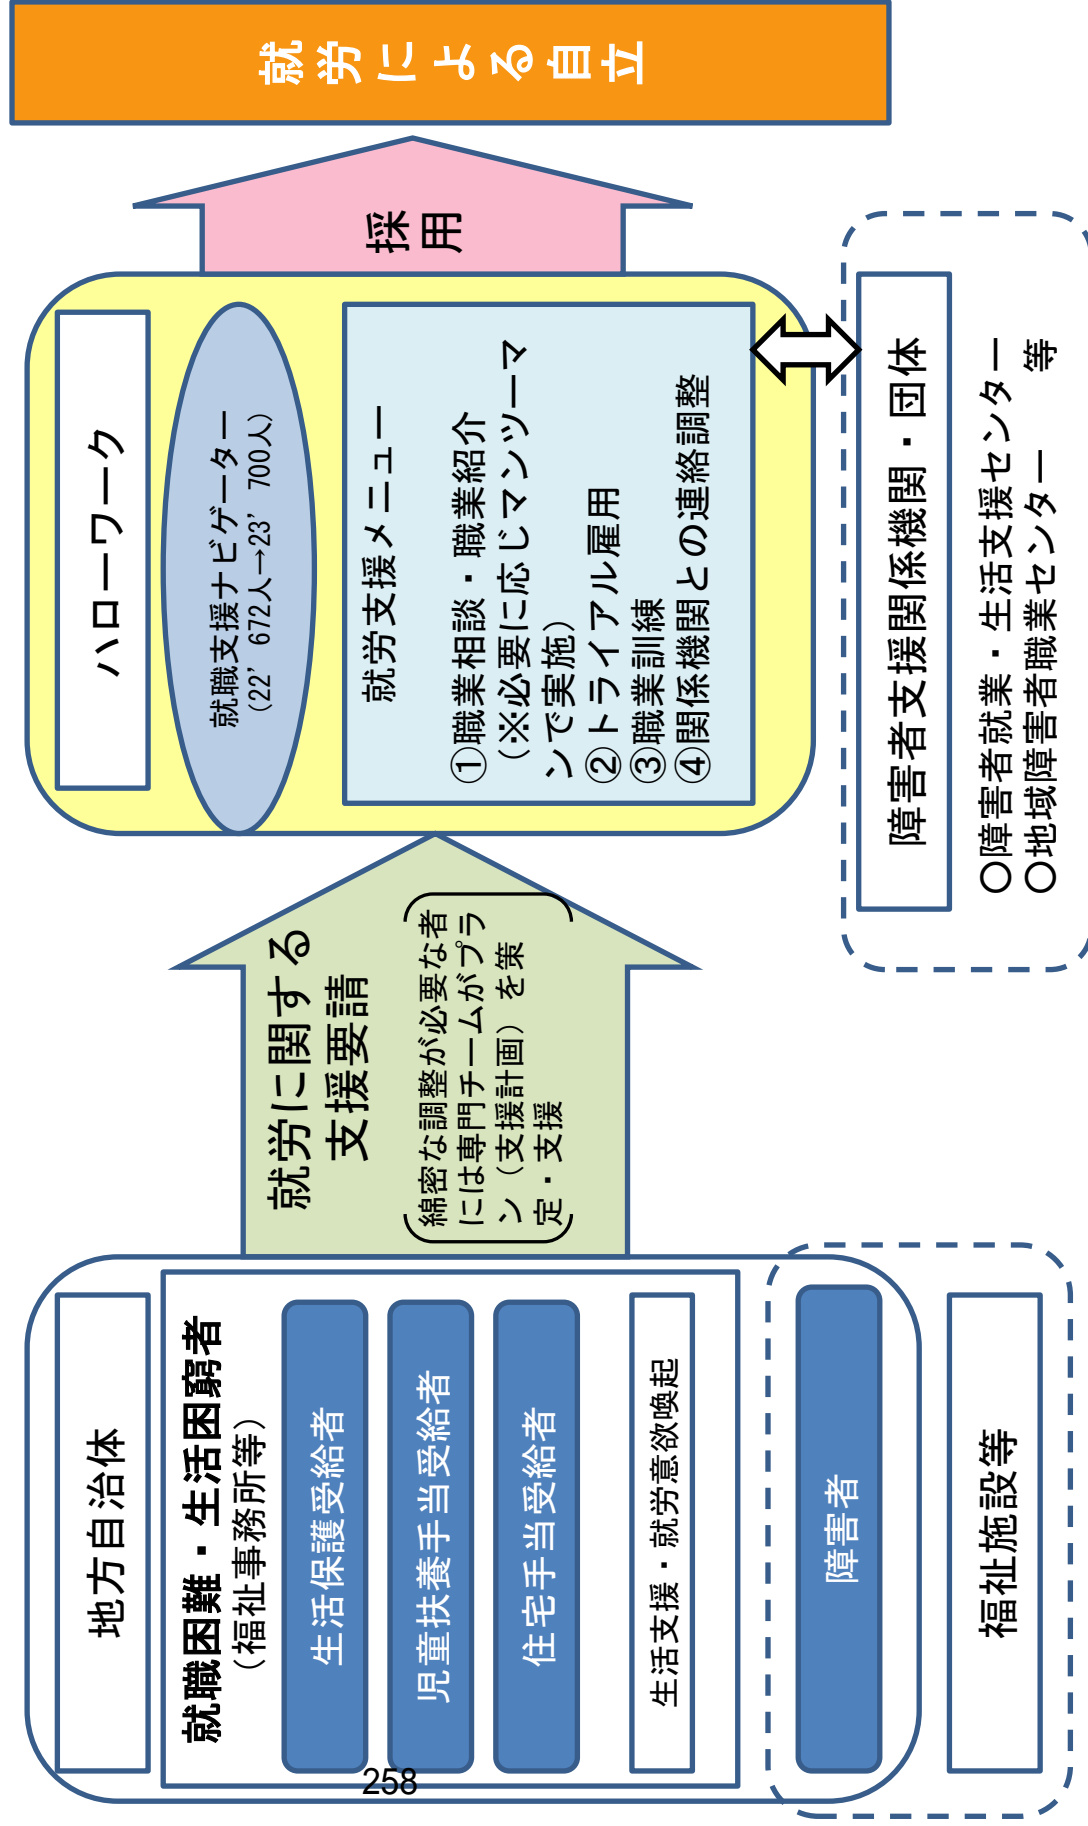 地方自治体
就職困難・生活困窮者
（福祉事務所等）
生活保護受給者
児童扶養手当受給者
住宅手当受給者
生活支援・就労意欲喚起
障害者
福祉施設等
就労に関する
支援要請
綿密な調整が必要な者
には専門チームがプラ
ン（支援計画）を策
定・支援
ハローワーク
就職支援ナビゲーター
（22’ 672人→23’ 700人）
就労支援メニュー
①職業相談・職業紹介
（※必要に応じマンツーマ
ンで実施）
②トライアル雇用
③職業訓練
④関係機関との連絡調整
障害者支援関係機関・団体
○障害者就業・生活支援センター
○地域障害者職業センター　等
採用
就労による自立
258